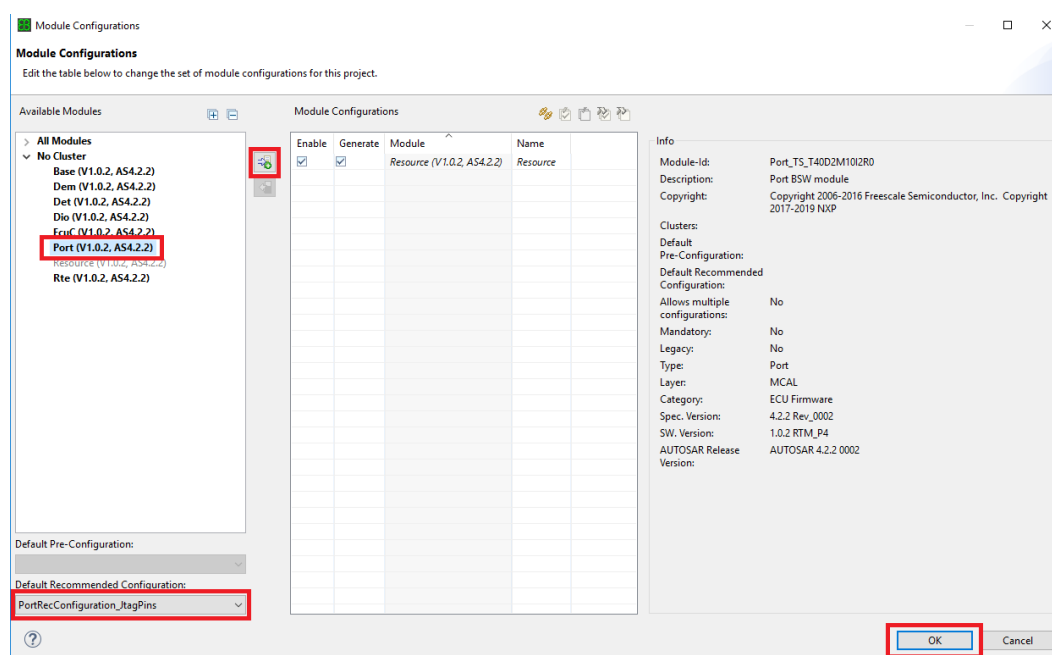 Module Configurations
Module Configurations
Edit the table below to change the set of module configurations for this project.
Available Modules
All Modules
No Cluster
Base (V1.0.2, AS4.2.2)
Dem (V1.0.2, AS4.2.2)
Det (V1.0.2, AS4.2.2)
Dio (V1.0.2, AS4.2.2)
EcuC (V1.0.2, AS4.2.2)
Port (V1.0.2, AS4.2.2)
Resource (V1.0.2, AS4.2.2)
Rte (V1.0.2, AS4.2.2)
Default Pre-Configuration:
Default Recommended Configuration:
PortRecConfiguration_JtagPins
Module Configurations
Enable Generate Module Name
Resource (V1.0.2, AS4.2.2) Resource
Info
Module-Id: Port_TS_T40D2M10I2R0
Description: Port BSW module
Copyright: Copyright 2006-2016 Freescale Semiconductor, Inc. Copyright
2017-2019 NXP
Clusters:
Default
Pre-Configuration:
Default Recommended
Configuration:
Allows multiple No
configurations:
Mandatory: No
Legacy: No
Type: Port
Layer: MCAL
Category: ECU Firmware
Spec. Version: 4.2.2 Rev_0002
SW. Version: 1.0.2 RTM_P4
AUTOSAR Release AUTOSAR 4.2.2 0002
Version:
OK
Cancel